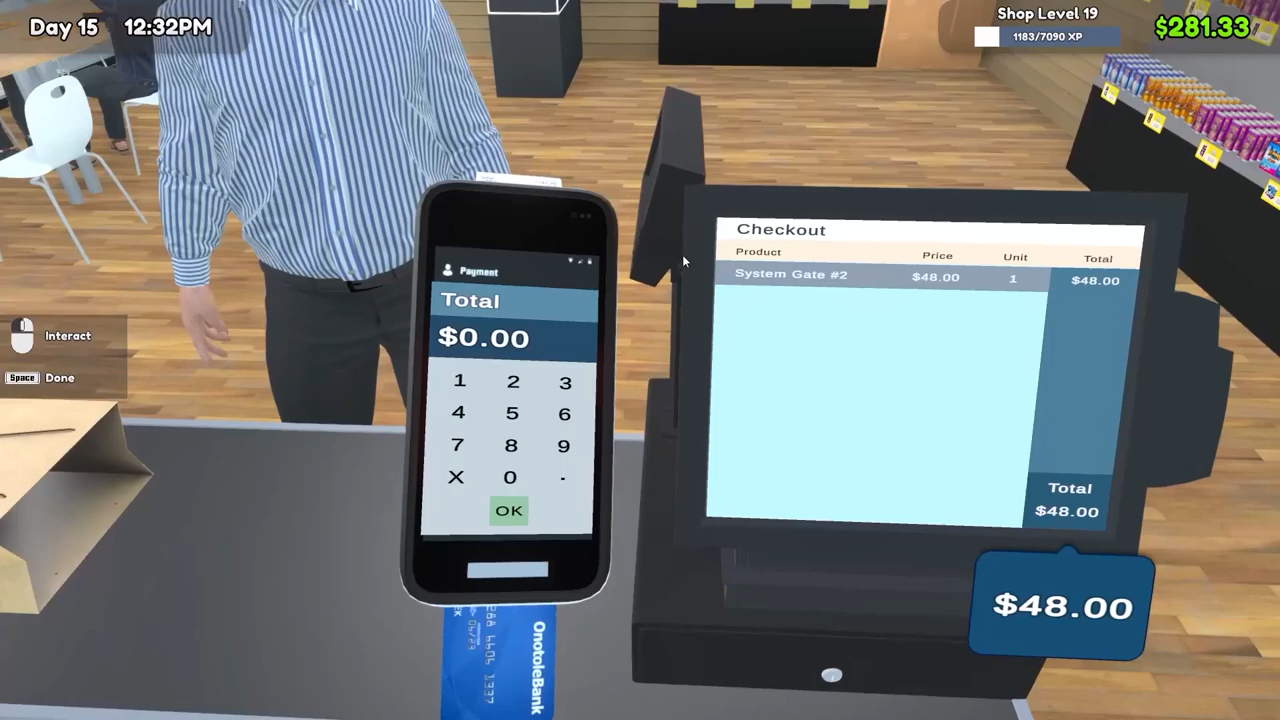 Day 15 12:32PM
Shop Level 19
1183/7090 XP
$281.33
Interact
Space Done
Payment
Total
$0.00
1 2 3
4 5 6
7 8 9
X 0 .
OK
Checkout
Product Price Unit Total
System Gate #2 $48.00 1 $48.00
Total
$48.00
$48.00
OnotoleBank